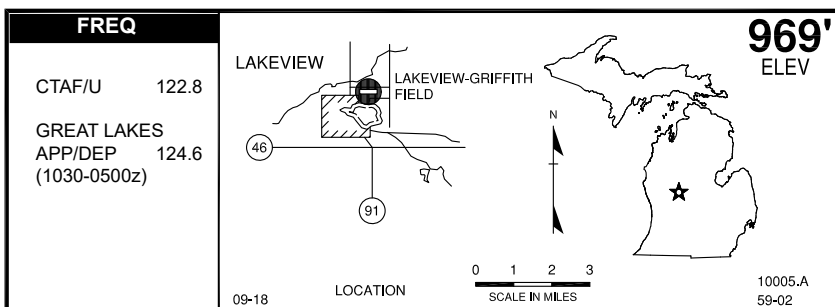 FREQ
CTAF/U 122.8
GREAT LAKES
APP/DEP 124.6
(1030-0500z)
LAKEVIEW
LAKEVIEW-GRIFFITH
FIELD
46
91
N
969'
ELEV
09-18
LOCATION
0 1 2 3
SCALE IN MILES
10005.A
59-02